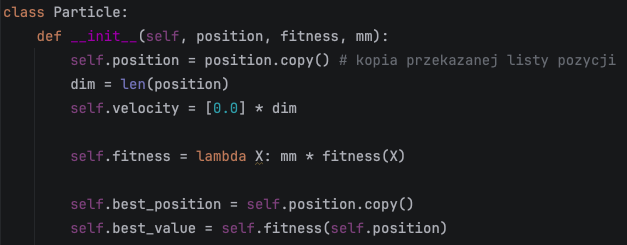 class Particle:
    def __init__(self, position, fitness, mm):
        self.position = position.copy() # kopia przekazanej listy pozycji
        dim = len(position)
        self.velocity = [0.0] * dim

        self.fitness = lambda X: mm * fitness(X)

        self.best_position = self.position.copy()
        self.best_value = self.fitness(self.position)